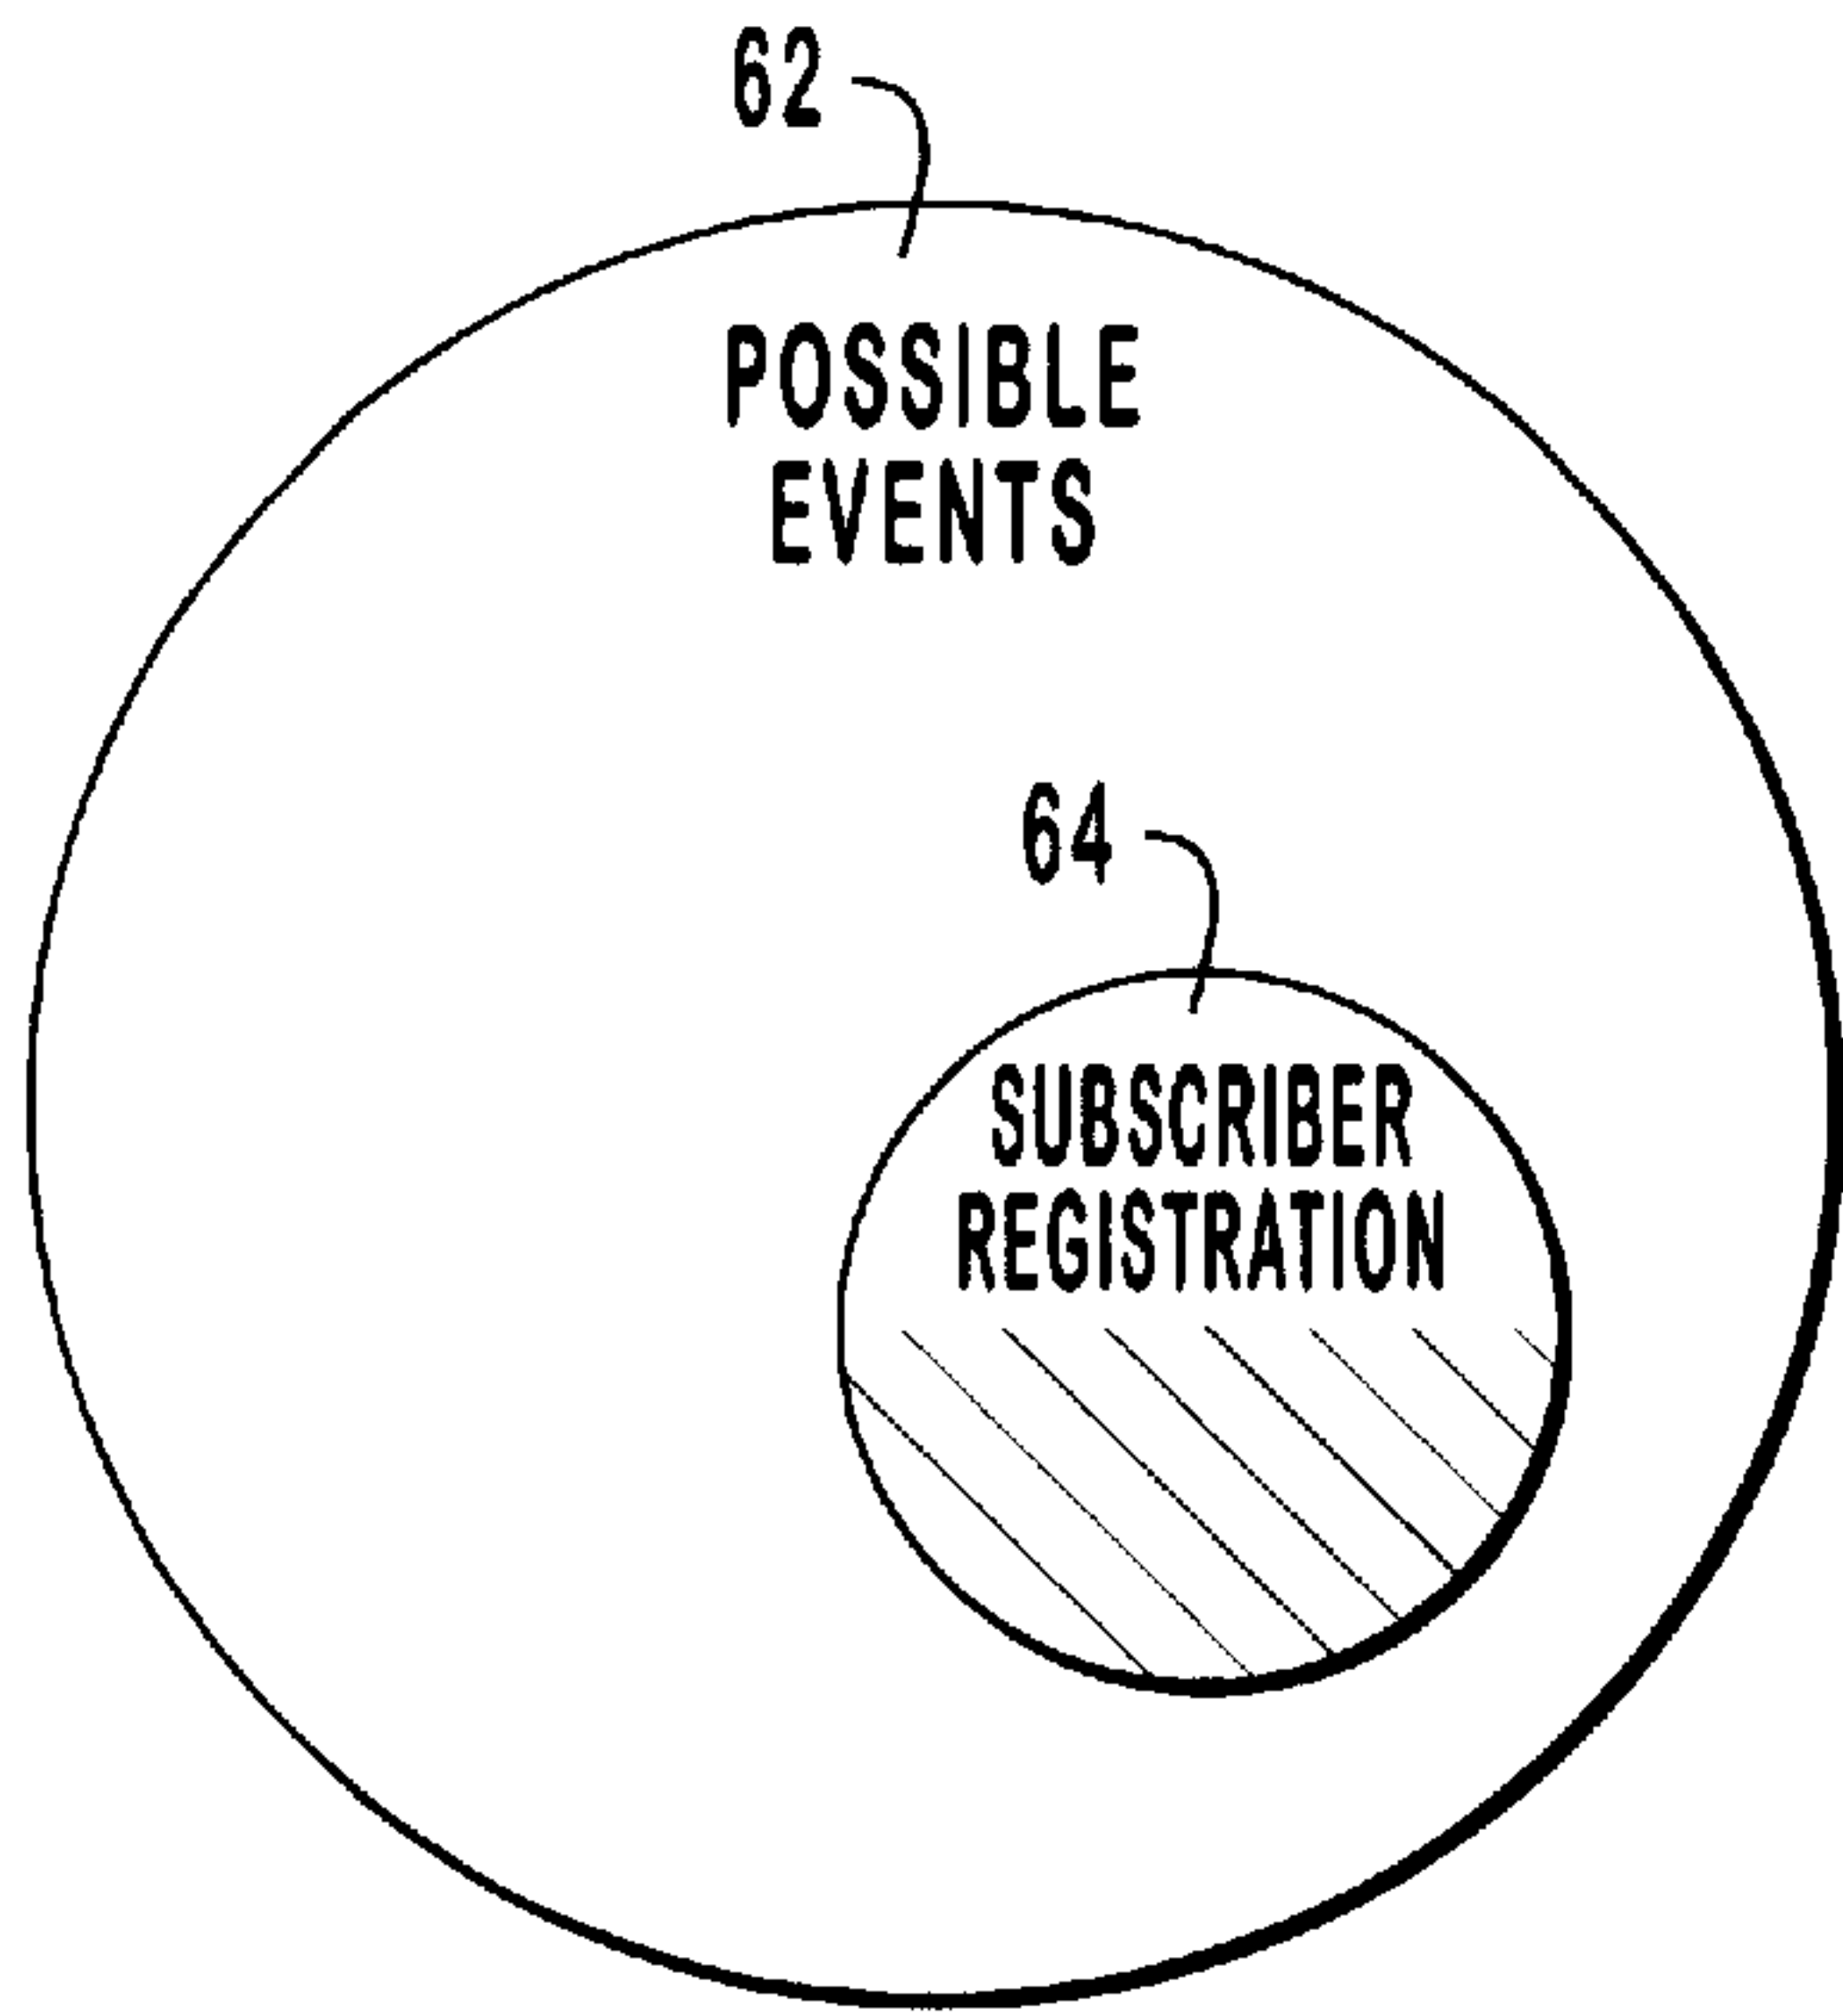 62
POSSIBLE
EVENTS
64
SUBSCRIBER
REGISTRATION